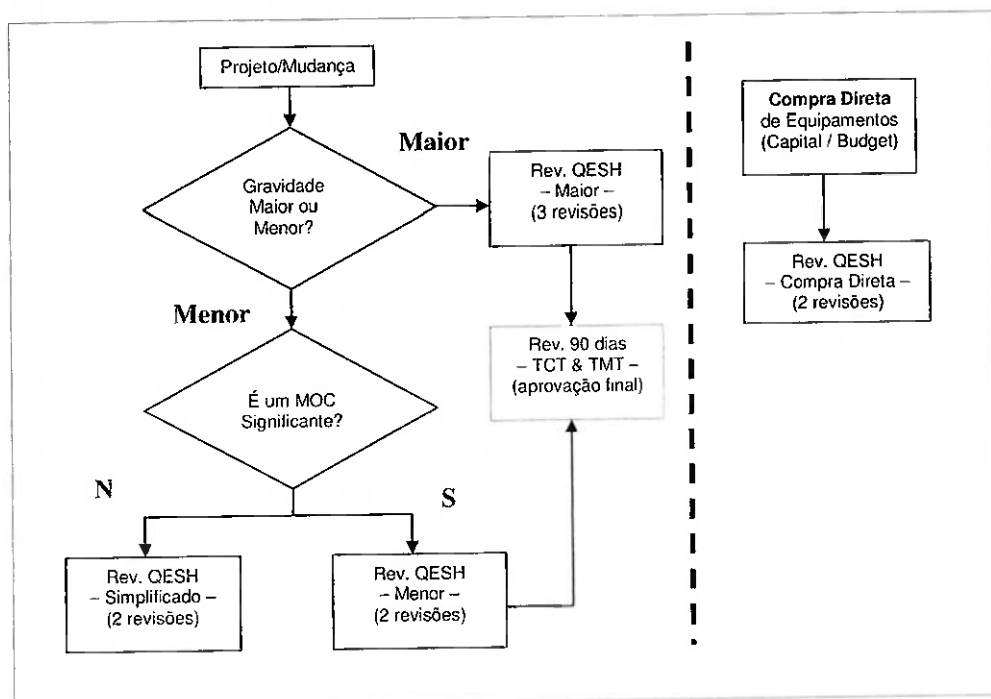 Projeto/Mudança
Gravidade
Maior ou
Menor?
Maior
Rev. QESH
– Maior –
(3 revisões)
Menor
Rev. 90 dias
– TCT & TMT –
(aprovação final)
É um MOC
Significante?
N
S
Rev. QESH
– Simplificado –
(2 revisões)
Rev. QESH
– Menor –
(2 revisões)
Compra Direta
de Equipamentos
(Capital / Budget)
Rev. QESH
– Compra Direta –
(2 revisões)